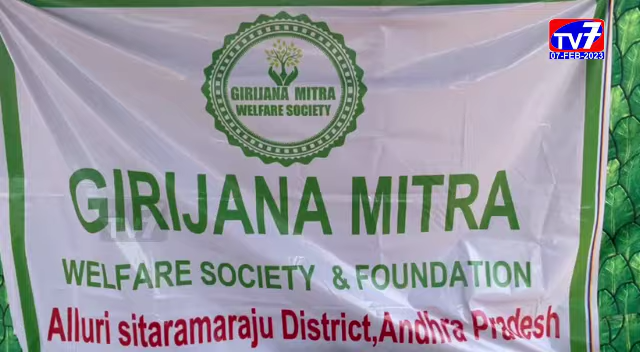 TV7
07-FEB-2023
GIRIJANA MITRA
WELFARE SOCIETY
GIRIJANA MITRA
WELFARE SOCIETY & FOUNDATION
Alluri sitaramaraju District,Andhra Pradesh